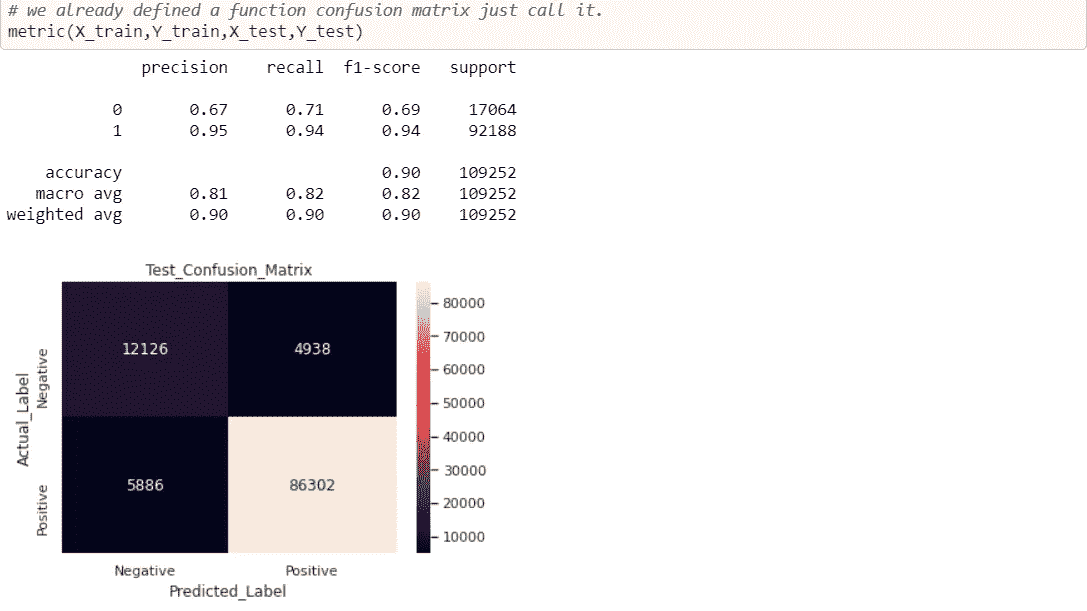 # we already defined a function confusion matrix just call it.
metric(X_train,Y_train,X_test,Y_test)
precision recall f1-score support
0 0.67 0.71 0.69 17064
1 0.95 0.94 0.94 92188
accuracy 0.90 109252
macro avg 0.81 0.82 0.82 109252
weighted avg 0.90 0.90 0.90 109252
Test_Confusion_Matrix
Actual_Label
Negative
Positive
12126 4938
5886 86302
80000
70000
60000
50000
40000
30000
20000
10000
Negative Positive
Predicted_Label